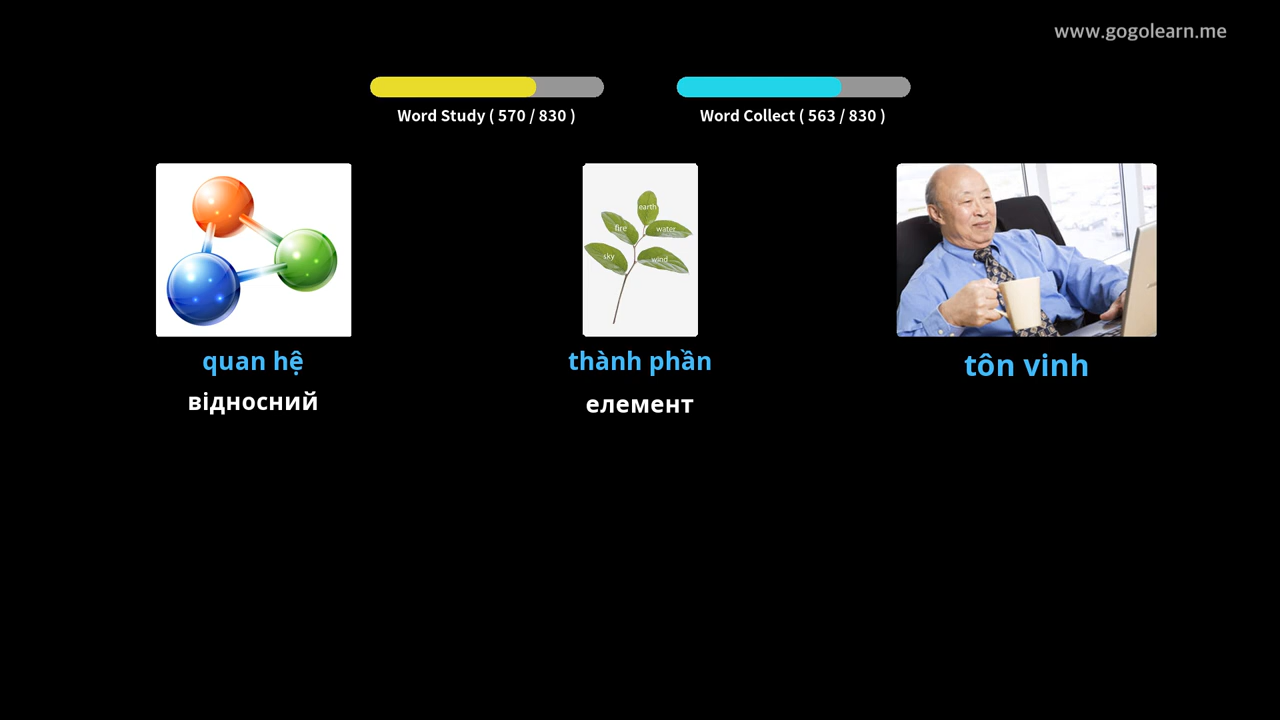 www.gogolearn.me
Word Study ( 570 / 830 )
Word Collect ( 563 / 830 )
earth
fire
water
sky
wind
quan hệ
thành phần
tôn vinh
відносний
елемент